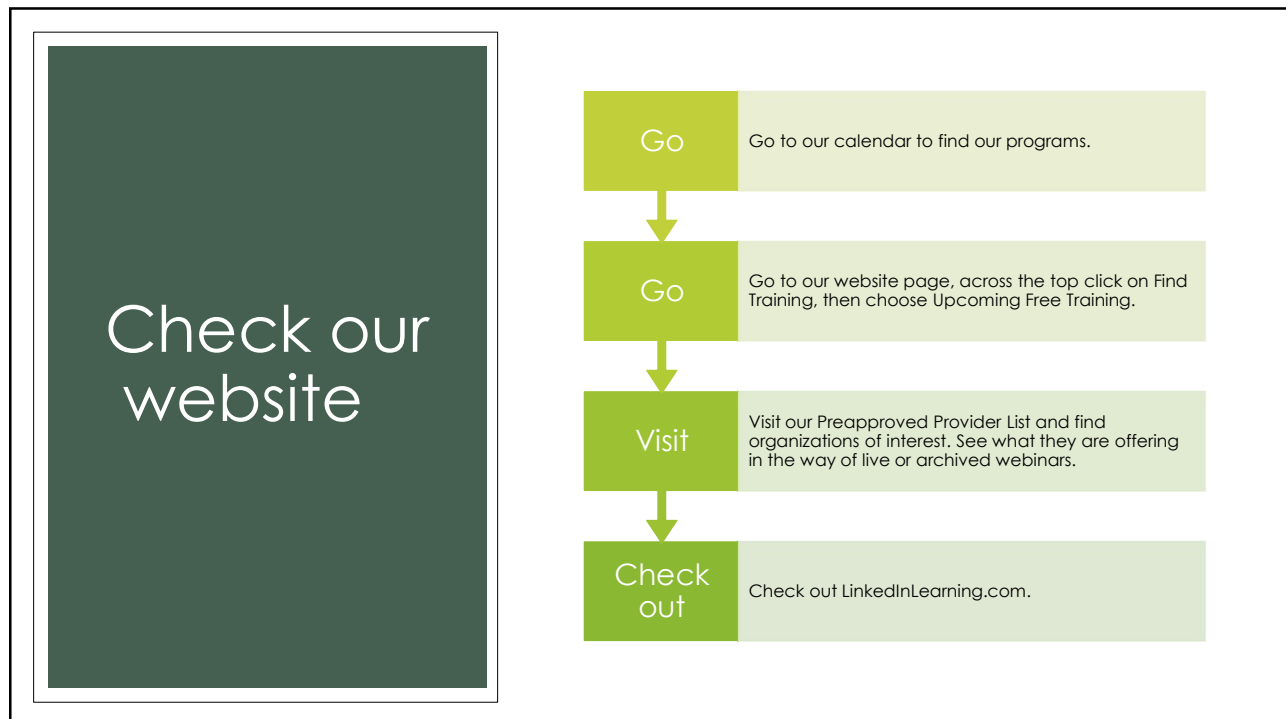 Check our
website
Go
Go to our calendar to find our programs.
Go
Go to our website page, across the top click on Find
Training, then choose Upcoming Free Training.
Visit
Visit our Preapproved Provider List and find
organizations of interest. See what they are offering
in the way of live or archived webinars.
Check
out
Check out LinkedInLearning.com.